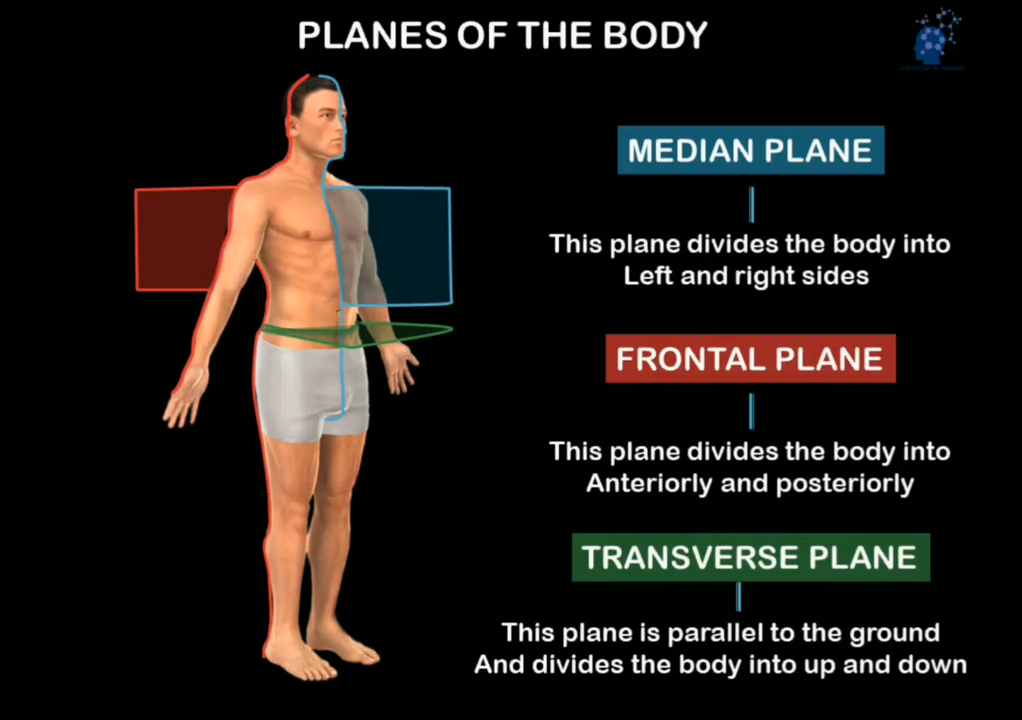 PLANES OF THE BODY
MEDIAN PLANE
This plane divides the body into
Left and right sides
FRONTAL PLANE
This plane divides the body into
Anteriorly and posteriorly
TRANSVERSE PLANE
This plane is parallel to the ground
And divides the body into up and down